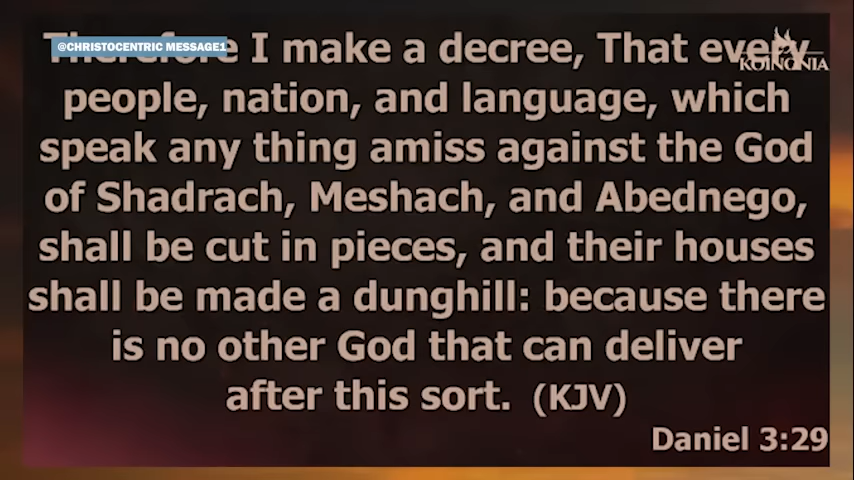 @CHRISTOCENTRIC MESSAGE1
KOINONIA
Therefore I make a decree, That every
people, nation, and language, which
speak any thing amiss against the God
of Shadrach, Meshach, and Abednego,
shall be cut in pieces, and their houses
shall be made a dunghill: because there
is no other God that can deliver
after this sort. (KJV)
Daniel 3:29